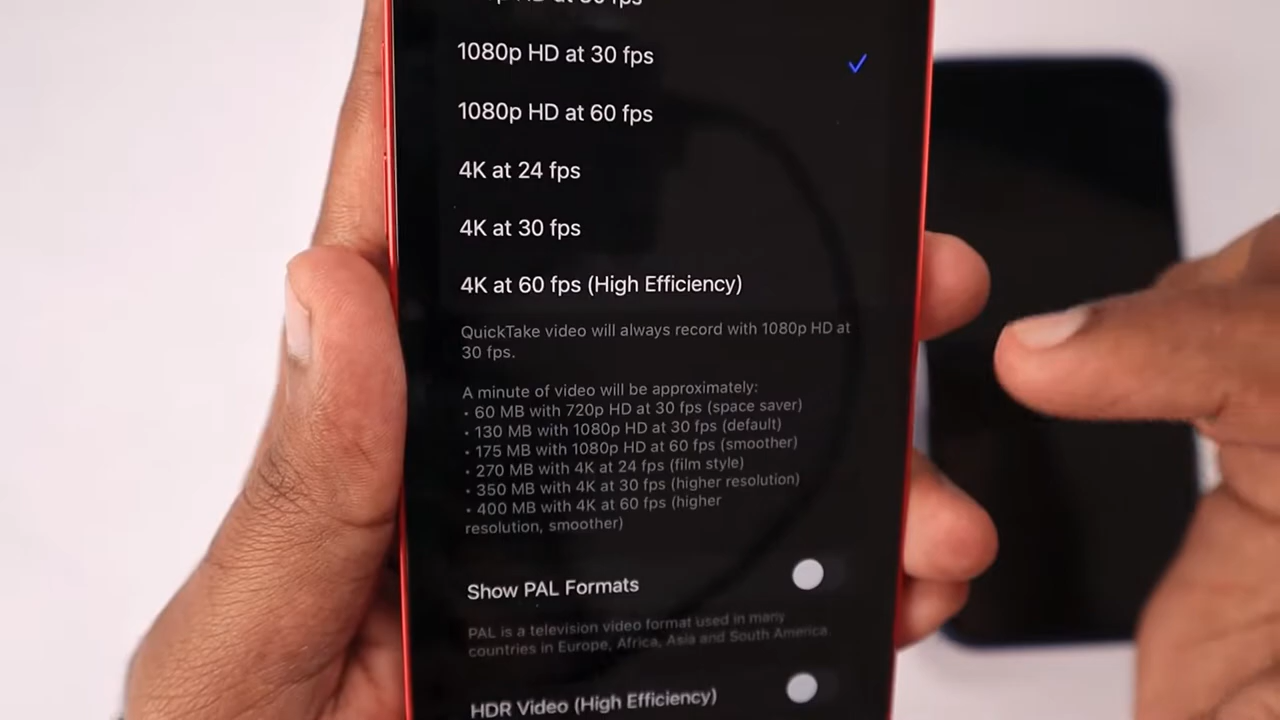 HD at 30 fps
1080p HD at 30 fps
1080p HD at 60 fps
4K at 24 fps
4K at 30 fps
4K at 60 fps (High Efficiency)
QuickTake video will always record with 1080p HD at
30 fps.
A minute of video will be approximately:
• 60 MB with 720p HD at 30 fps (space saver)
• 130 MB with 1080p HD at 30 fps (default)
• 175 MB with 1080p HD at 60 fps (smoother)
• 270 MB with 4K at 24 fps (film style)
• 350 MB with 4K at 30 fps (higher resolution)
• 400 MB with 4K at 60 fps (higher
resolution, smoother)
Show PAL Formats
PAL is a television video format used in many
countries in Europe, Africa, Asia and South America.
HDR Video (High Efficiency)